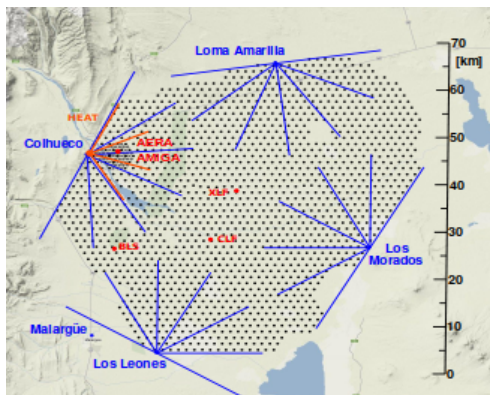 Loma Amarilla
70
[km]
60
HEAT
50
Coihueco
AERA
AMIGA
40
XLF
30
BLS
CLF
Los
Morados
20
Malargüe
10
Los Leones
0